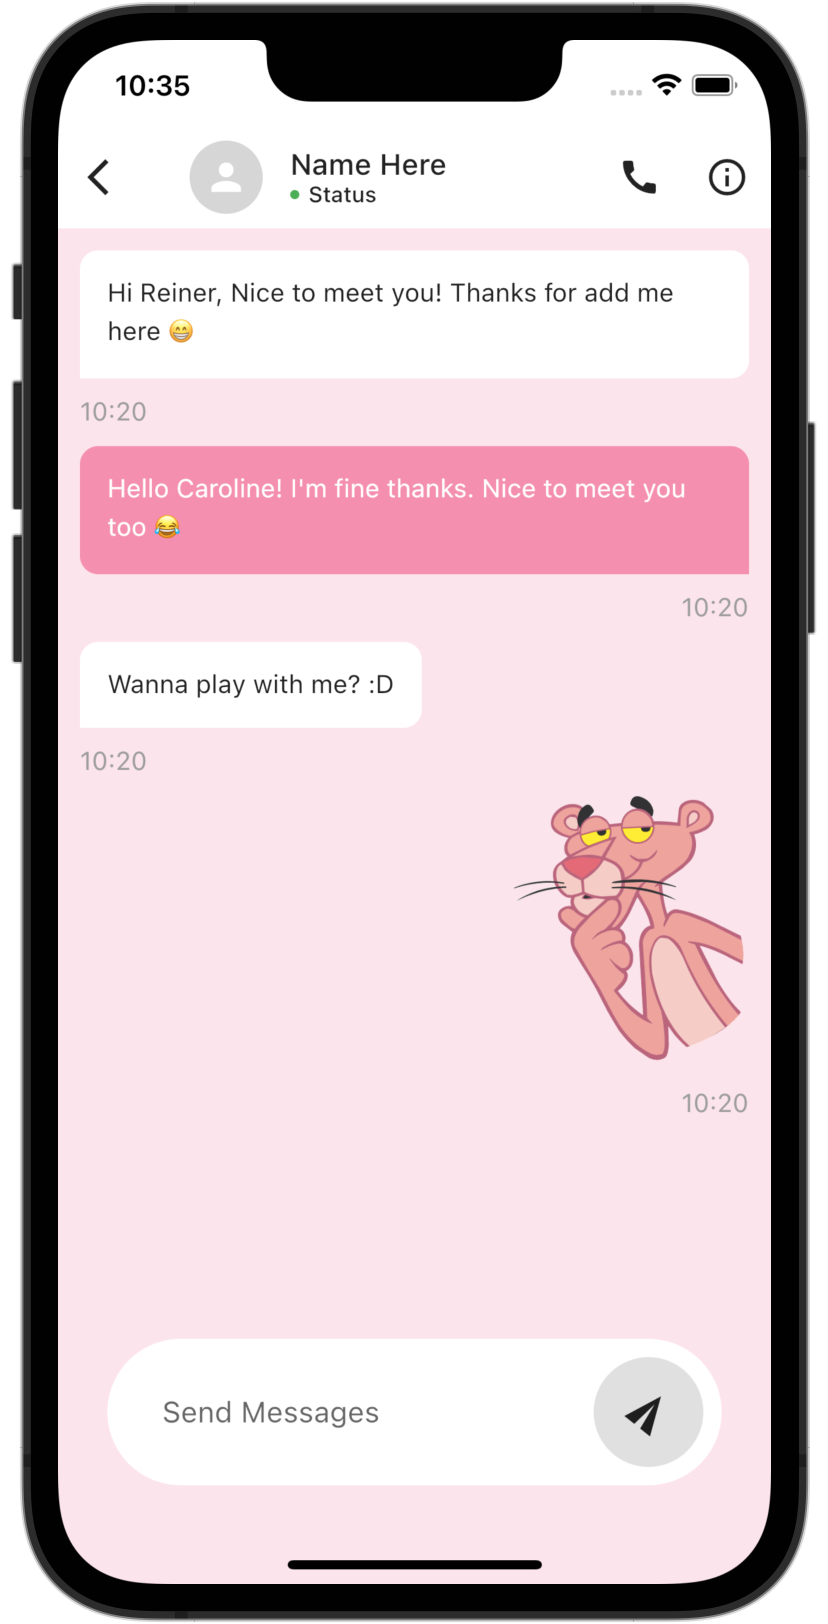 10:35
Name Here
Status
Hi Reiner, Nice to meet you! Thanks for add me
here 😁
10:20
Hello Caroline! I'm fine thanks. Nice to meet you
too 😂
10:20
Wanna play with me? :D
10:20
10:20
Send Messages